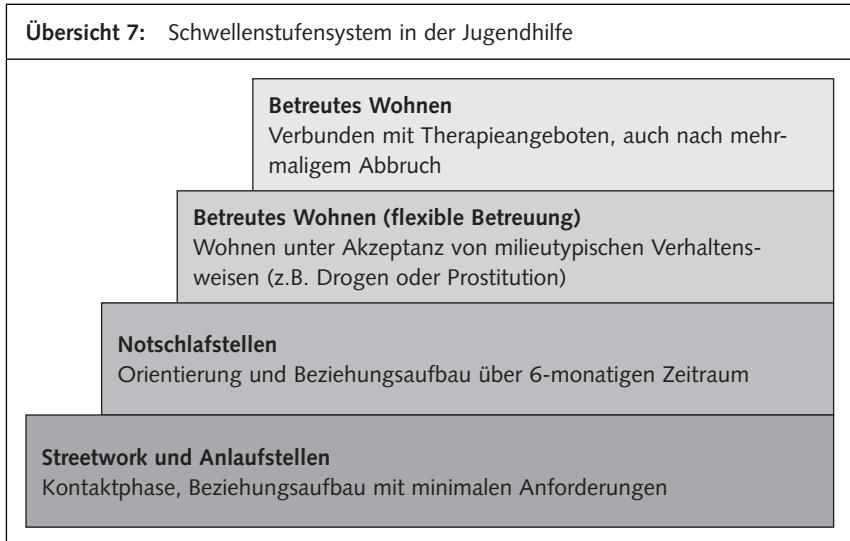 Übersicht 7: Schwellenstufensystem in der Jugendhilfe
Betreutes Wohnen
Verbunden mit Therapieangeboten, auch nach mehr-
maligem Abbruch
Betreutes Wohnen (flexible Betreuung)
Wohnen unter Akzeptanz von milieutypischen Verhaltens-
weisen (z.B. Drogen oder Prostitution)
Notschlafstellen
Orientierung und Beziehungsaufbau über 6-monatigen Zeitraum
Streetwork und Anlaufstellen
Kontaktphase, Beziehungsaufbau mit minimalen Anforderungen